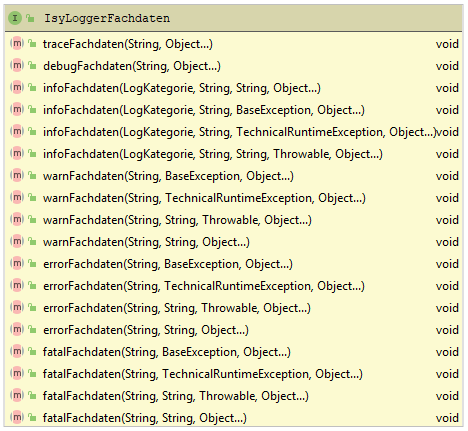 I IsyLoggerFachdaten
m traceFachdaten(String, Object...) void
m debugFachdaten(String, Object...) void
m infoFachdaten(LogKategorie, String, String, Object...) void
m infoFachdaten(LogKategorie, String, BaseException, Object...) void
m infoFachdaten(LogKategorie, String, TechnicalRuntimeException, Object...) void
m infoFachdaten(LogKategorie, String, String, Throwable, Object...) void
m warnFachdaten(String, BaseException, Object...) void
m warnFachdaten(String, TechnicalRuntimeException, Object...) void
m warnFachdaten(String, String, Throwable, Object...) void
m warnFachdaten(String, String, Object...) void
m errorFachdaten(String, BaseException, Object...) void
m errorFachdaten(String, TechnicalRuntimeException, Object...) void
m errorFachdaten(String, String, Throwable, Object...) void
m errorFachdaten(String, String, Object...) void
m fatalFachdaten(String, BaseException, Object...) void
m fatalFachdaten(String, TechnicalRuntimeException, Object...) void
m fatalFachdaten(String, String, Throwable, Object...) void
m fatalFachdaten(String, String, Object...) void